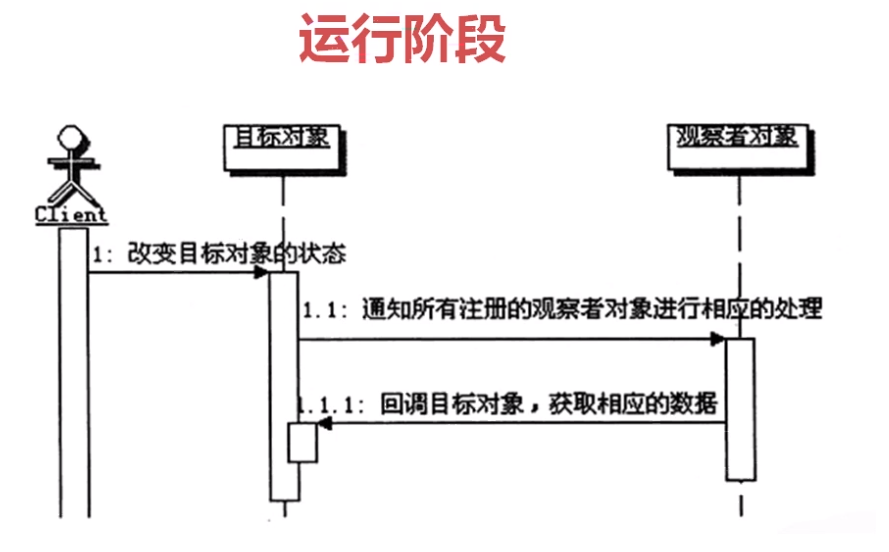 运行阶段
目标对象
观察者对象
Client
1: 改变目标对象的状态
1.1: 通知所有注册的观察者对象进行相应的处理
1.1.1: 回调目标对象，获取相应的数据